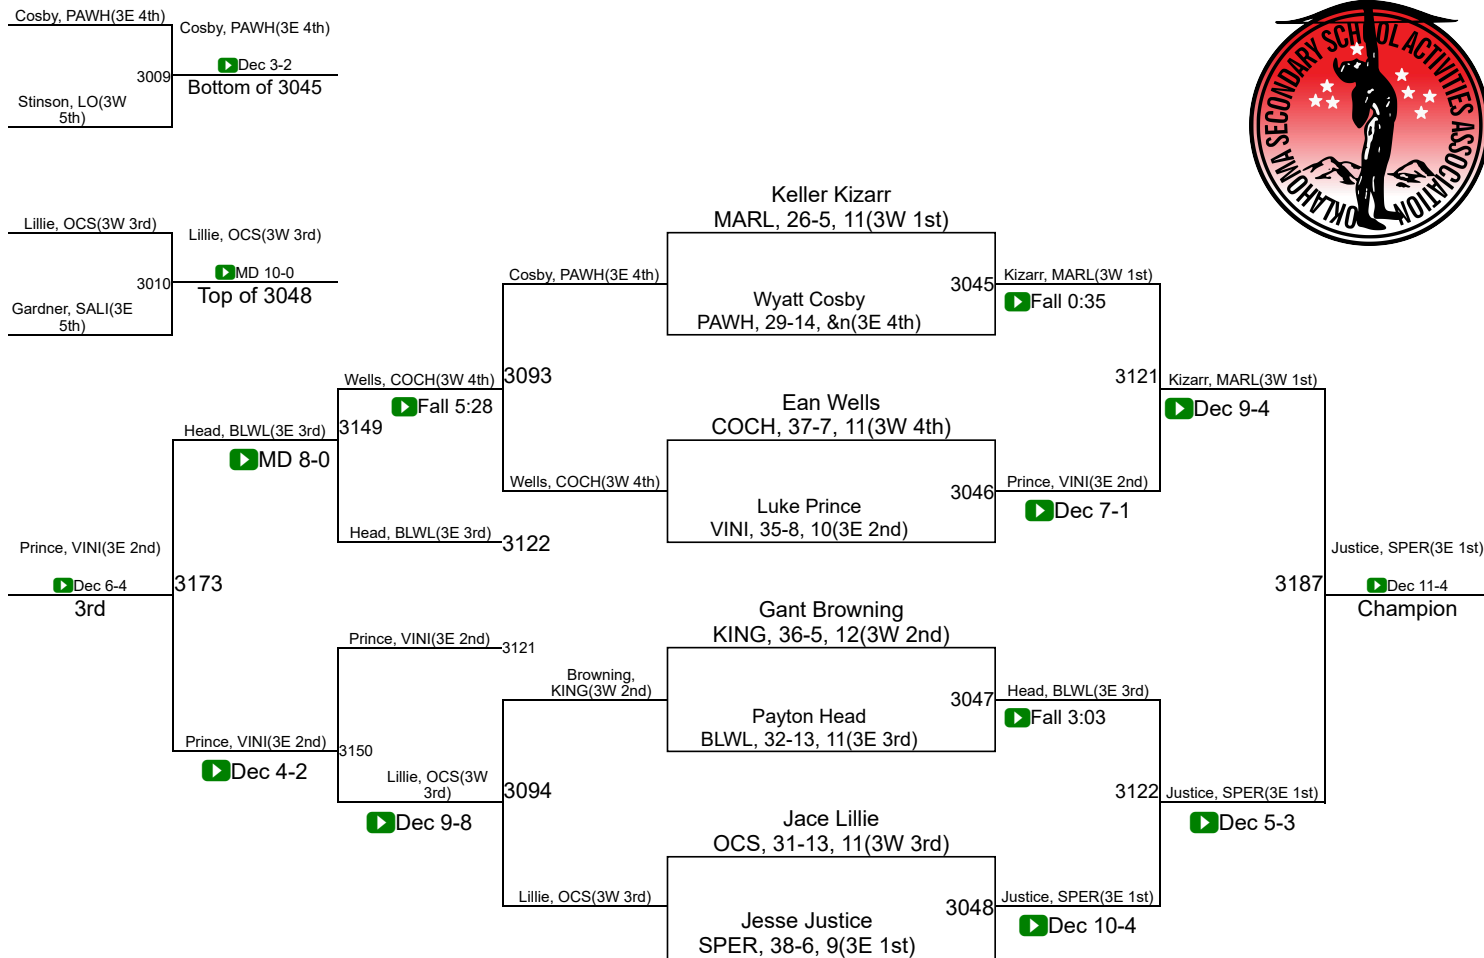 Cosby, PAWH(3E 4th)
Cosby, PAWH(3E 4th)
Dec 3-2
3009
Bottom of 3045
Stinson, LO(3W
5th)
OKLAHOMA SECONDARY SCHOOL ACTIVITIES ASSOCIATION
Lillie, OCS(3W 3rd)
Lillie, OCS(3W 3rd)
MD 10-0
3010
Top of 3048
Gardner, SALI(3E
5th)
Keller Kizarr
MARL, 26-5, 11(3W 1st)
Cosby, PAWH(3E 4th)
3045
Kizarr, MARL(3W 1st)
Fall 0:35
Wyatt Cosby
PAWH, 29-14, &n(3E 4th)
Wells, COCH(3W 4th)
3093
Fall 5:28
3121
Kizarr, MARL(3W 1st)
Dec 9-4
Ean Wells
COCH, 37-7, 11(3W 4th)
Head, BLWL(3E 3rd)
3149
MD 8-0
Wells, COCH(3W 4th)
3046
Prince, VINI(3E 2nd)
Dec 7-1
Luke Prince
VINI, 35-8, 10(3E 2nd)
Head, BLWL(3E 3rd)
3122
Prince, VINI(3E 2nd)
Dec 6-4
3173
3rd
Justice, SPER(3E 1st)
3187
Dec 11-4
Champion
Gant Browning
KING, 36-5, 12(3W 2nd)
Prince, VINI(3E 2nd)
3121
Browning,
KING(3W 2nd)
3047
Head, BLWL(3E 3rd)
Fall 3:03
Payton Head
BLWL, 32-13, 11(3E 3rd)
Prince, VINI(3E 2nd)
3150
Dec 4-2
Lillie, OCS(3W
3rd)
3094
Dec 9-8
3122
Justice, SPER(3E 1st)
Dec 5-3
Jace Lillie
OCS, 31-13, 11(3W 3rd)
Lillie, OCS(3W 3rd)
3048
Justice, SPER(3E 1st)
Dec 10-4
Jesse Justice
SPER, 38-6, 9(3E 1st)